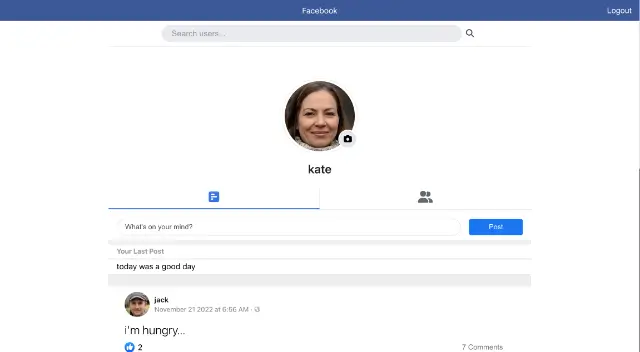 Facebook
Logout
Search users...
kate
What's on your mind?
Post
Your Last Post
today was a good day
jack
November 21 2022 at 6:56 AM ·
i'm hungry...
2
7 Comments